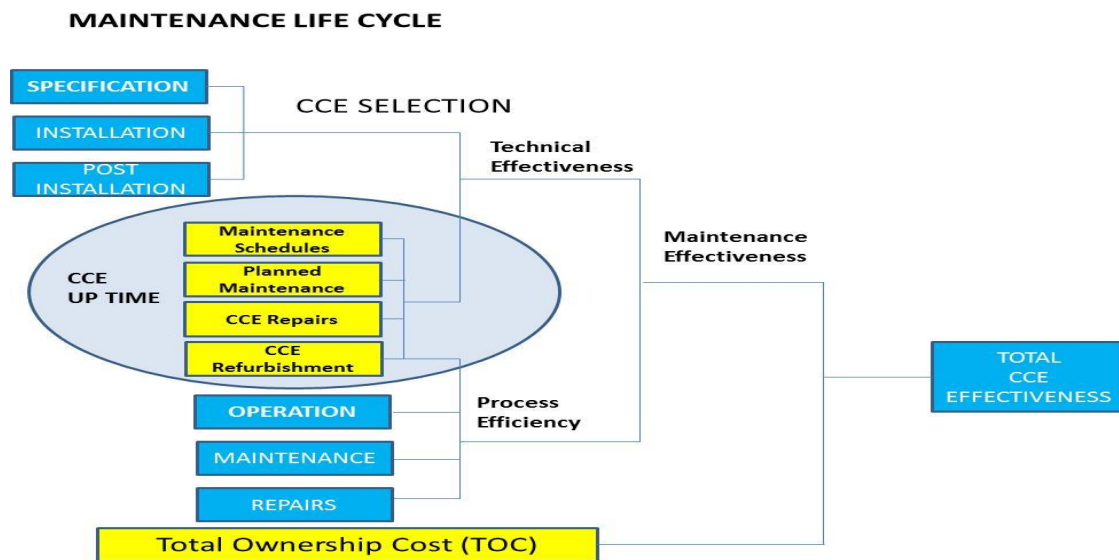 MAINTENANCE LIFE CYCLE
SPECIFICATION
CCE SELECTION
INSTALLATION
Technical
Effectiveness
POST
INSTALLATION
Maintenance
Schedules
Maintenance
Effectiveness
CCE
UP TIME
Planned
Maintenance
CCE Repairs
CCE
Refurbishment
TOTAL
CCE
EFFECTIVENESS
OPERATION
Process
Efficiency
MAINTENANCE
REPAIRS
Total Ownership Cost (TOC)